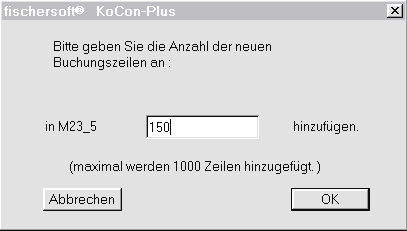 fischersoft® KoCon-Plus
Bitte geben Sie die Anzahl der neuen
Buchungszeilen an :
in M23_5 150 hinzufügen.
(maximal werden 1000 Zeilen hinzugefügt. )
Abbrechen OK